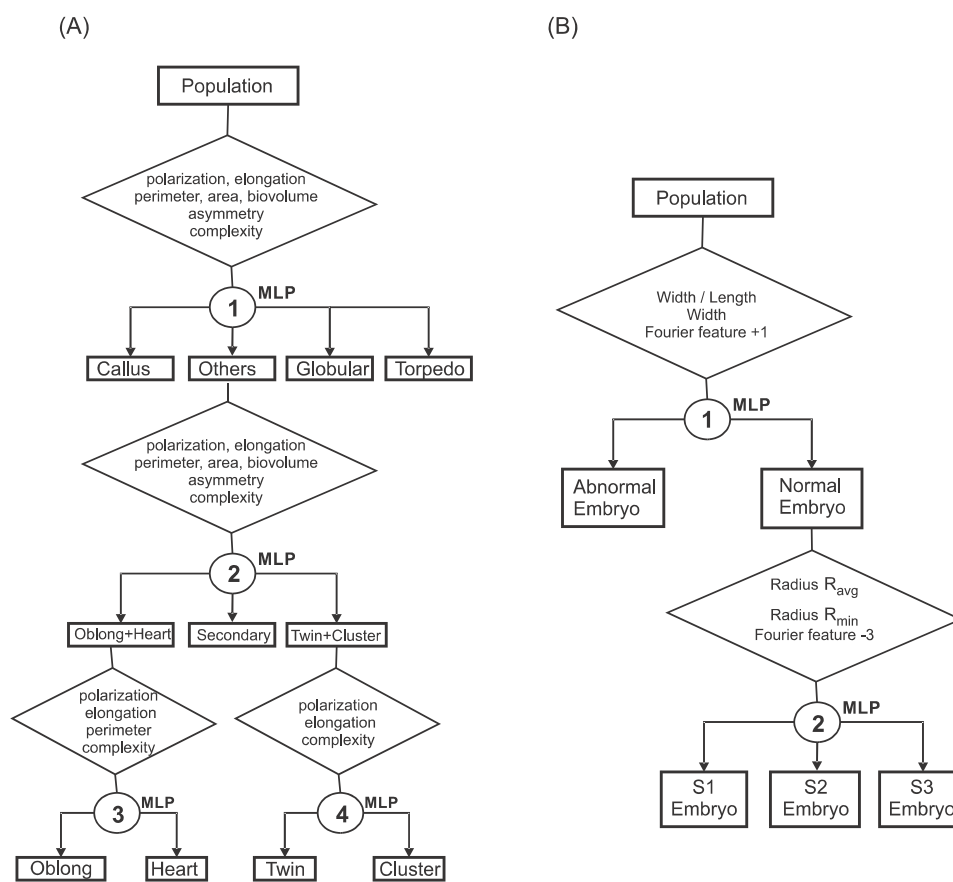 (A)
Population
polarization, elongation
perimeter, area, biovolume
asymmetry
complexity
1
MLP
Callus
Others
Globular
Torpedo
polarization, elongation
perimeter, area, biovolume
asymmetry
complexity
2
MLP
Oblong+Heart
Secondary
Twin+Cluster
polarization
elongation
perimeter
complexity
polarization
elongation
complexity
3
MLP
4
MLP
Oblong
Heart
Twin
Cluster
(B)
Population
Width / Length
Width
Fourier feature +1
1
MLP
Abnormal
Embryo
Normal
Embryo
Radius Ravg
Radius Rmin
Fourier feature -3
2
MLP
S1
Embryo
S2
Embryo
S3
Embryo